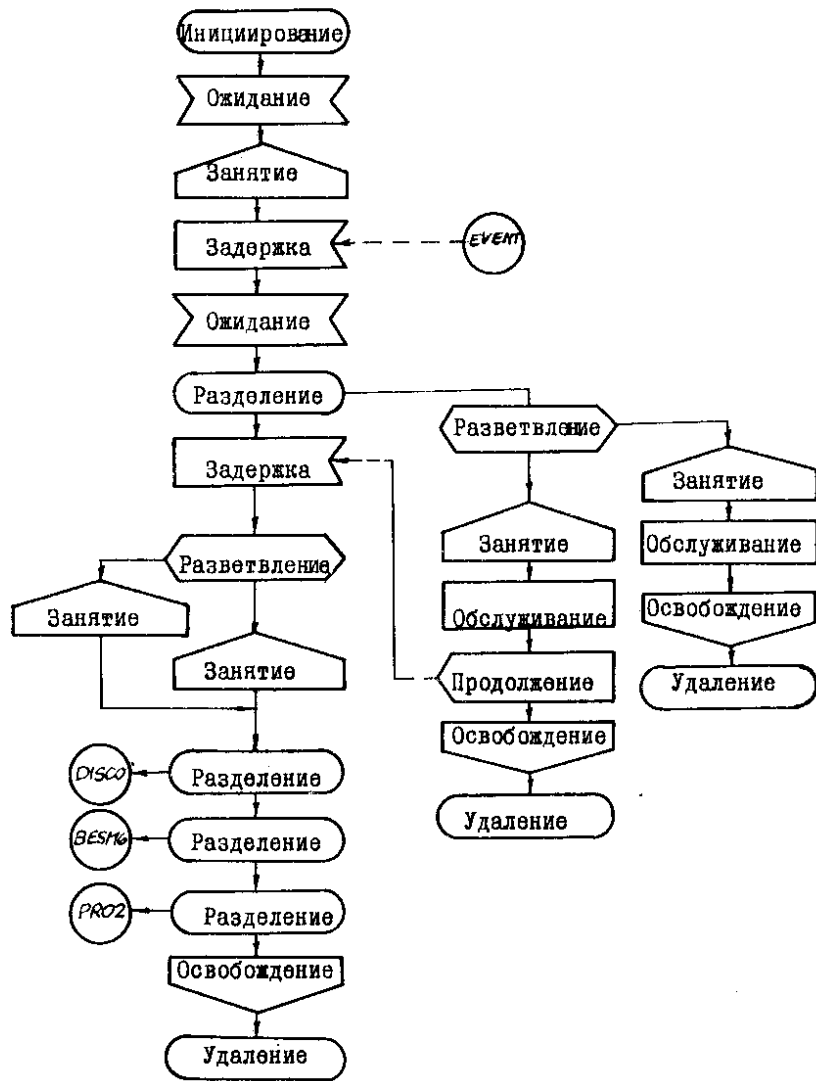 Инициирование
Ожидание
Занятие
Задержка
EVENT
Ожидание
Разделение
Разветвление
Задержка
Занятие
Занятие
Обслуживание
Разветвление
Занятие
Обслуживание
Освобождение
Занятие
Продолжение
Удаление
Освобождение
DISCO
Разделение
Удаление
BESM6
Разделение
PRO2
Разделение
Освобождение
Удаление